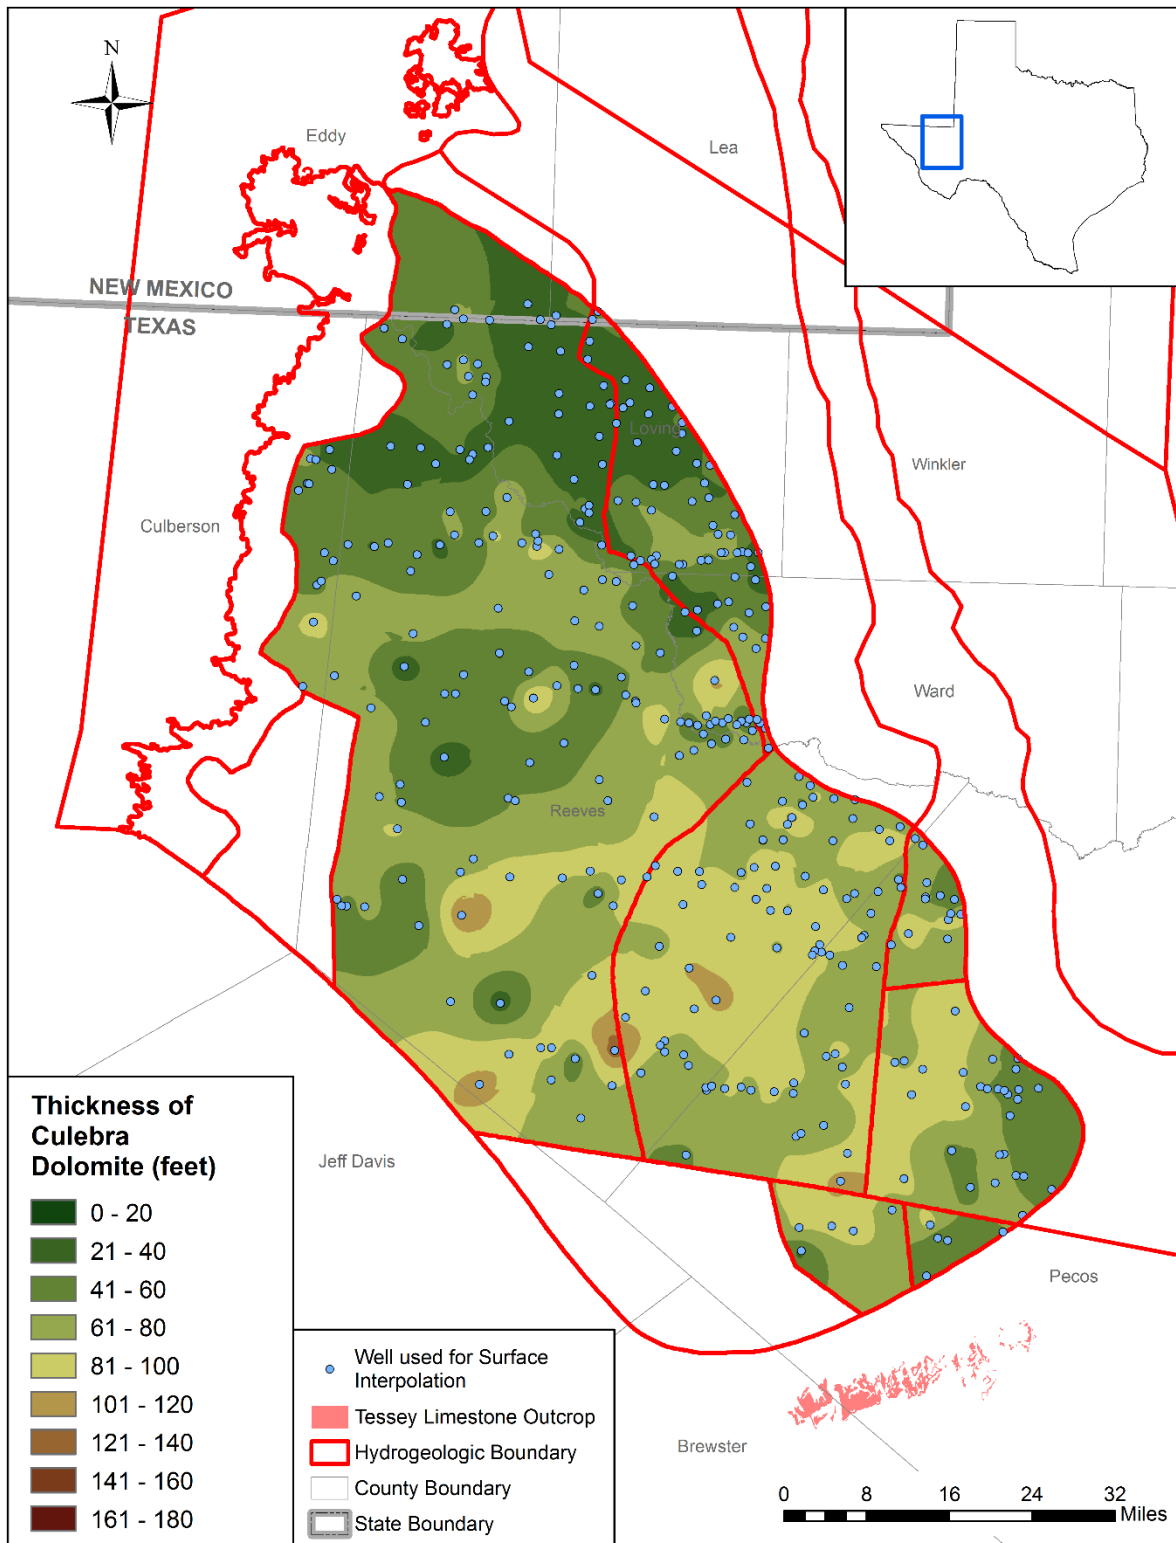 N
Eddy
Lea
NEW MEXICO
TEXAS
Loving
Winkler
Culberson
Ward
Reeves
Jeff Davis
Pecos
Brewster
Thickness of
Culebra
Dolomite (feet)
0 - 20
21 - 40
41 - 60
61 - 80
81 - 100
101 - 120
121 - 140
141 - 160
161 - 180
Well used for Surface
Interpolation
Tessey Limestone Outcrop
Hydrogeologic Boundary
County Boundary
State Boundary
0 8 16 24 32
Miles